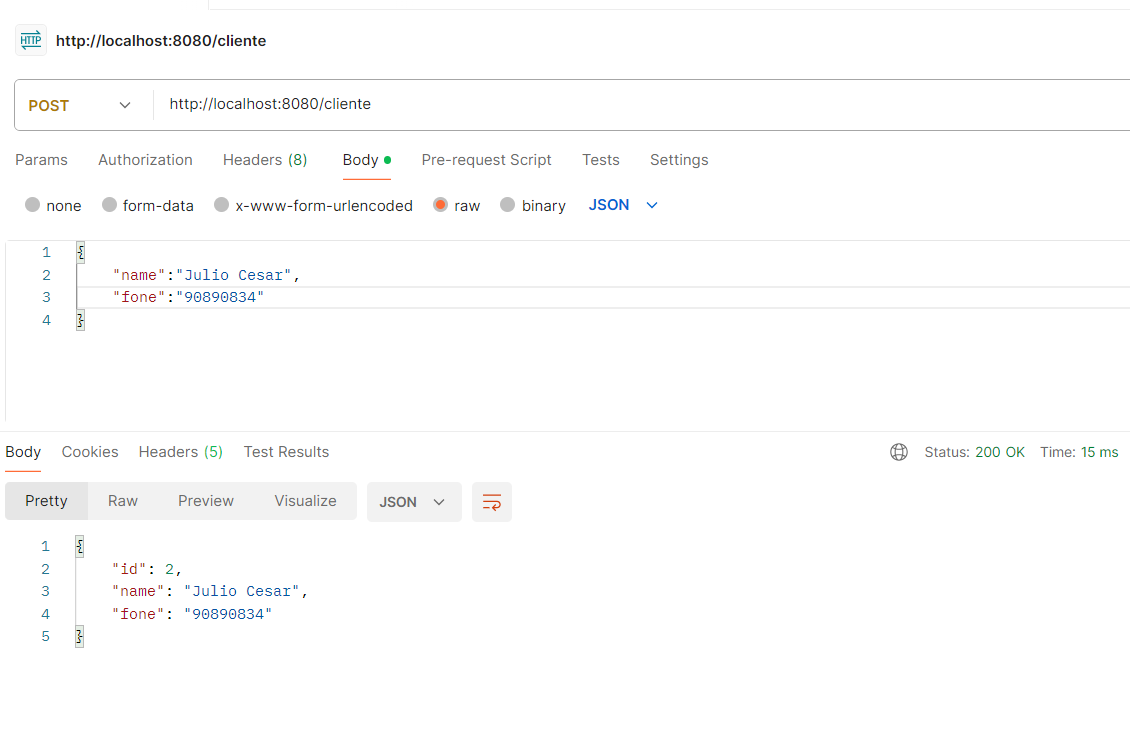 HTTP http://localhost:8080/cliente
POST http://localhost:8080/cliente
Params Authorization Headers (8) Body Pre-request Script Tests Settings
none form-data x-www-form-urlencoded raw binary JSON
1 {
2 "name":"Julio Cesar",
3 "fone":"90890834"
4 }
Body Cookies Headers (5) Test Results Status: 200 OK Time: 15 ms
Pretty Raw Preview Visualize JSON
1 {
2 "id": 2,
3 "name": "Julio Cesar",
4 "fone": "90890834"
5 }